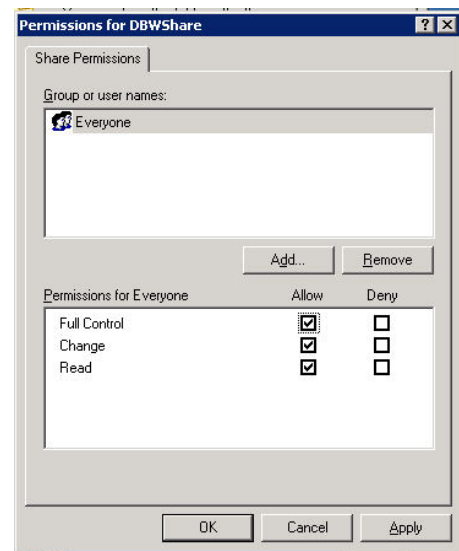 Permissions for DBWShare
Share Permissions
Group or user names:
Everyone
Add... Remove
Permissions for Everyone Allow Deny
Full Control
Change
Read
OK Cancel Apply